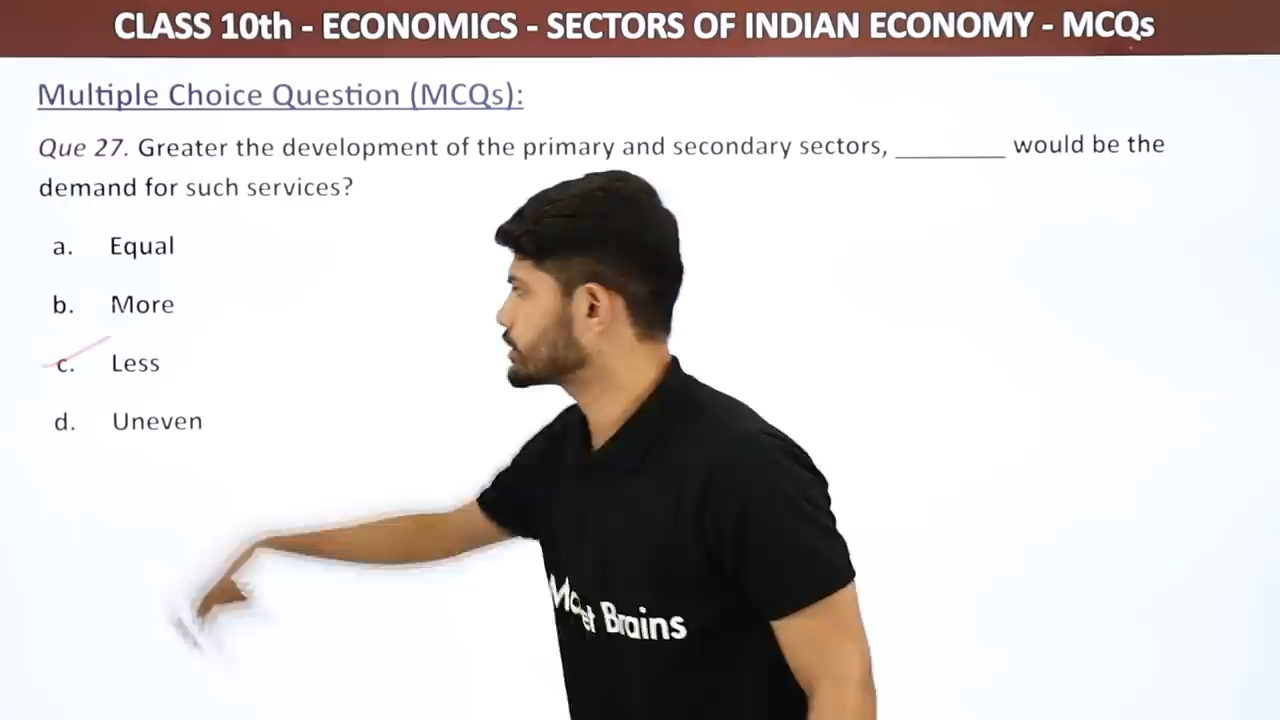 CLASS 10th - ECONOMICS - SECTORS OF INDIAN ECONOMY - MCQs
Multiple Choice Question (MCQs):
Que 27. Greater the development of the primary and secondary sectors, ________ would be the
demand for such services?
a. Equal
b. More
c. Less
d. Uneven
Brains